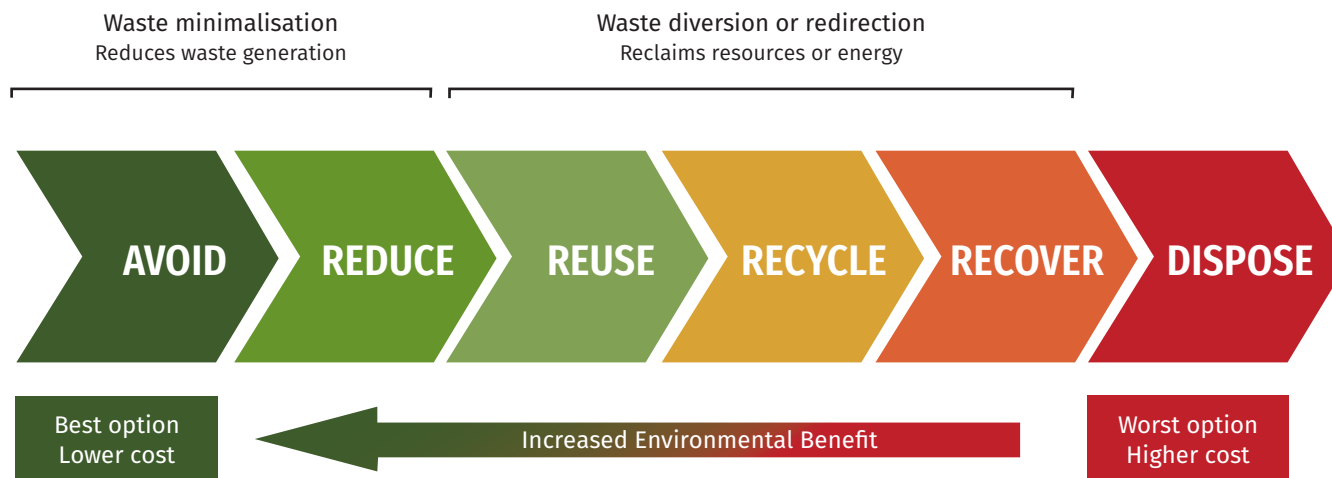 Waste minimalisation
Reduces waste generation
Waste diversion or redirection
Reclaims resources or energy
AVOID
REDUCE
REUSE
RECYCLE
RECOVER
DISPOSE
Best option
Lower cost
Increased Environmental Benefit
Worst option
Higher cost